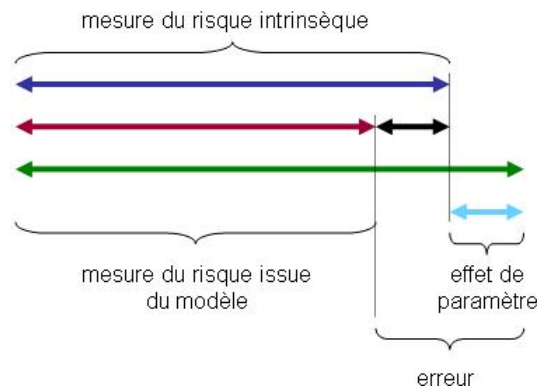 mesure du risque intrinsèque
mesure du risque issue
du modèle
effet de
paramètre
erreur